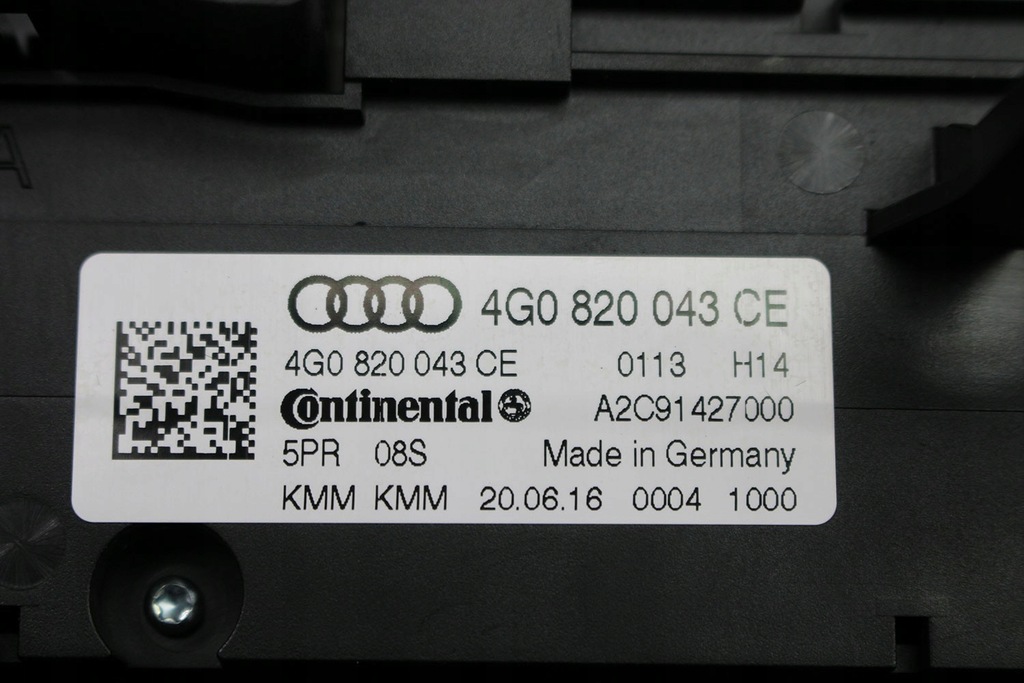 4G0 820 043 CE
4G0 820 043 CE 0113 H14
Continental A2C91427000
5PR 08S Made in Germany
KMM KMM 20.06.16 0004 1000
A